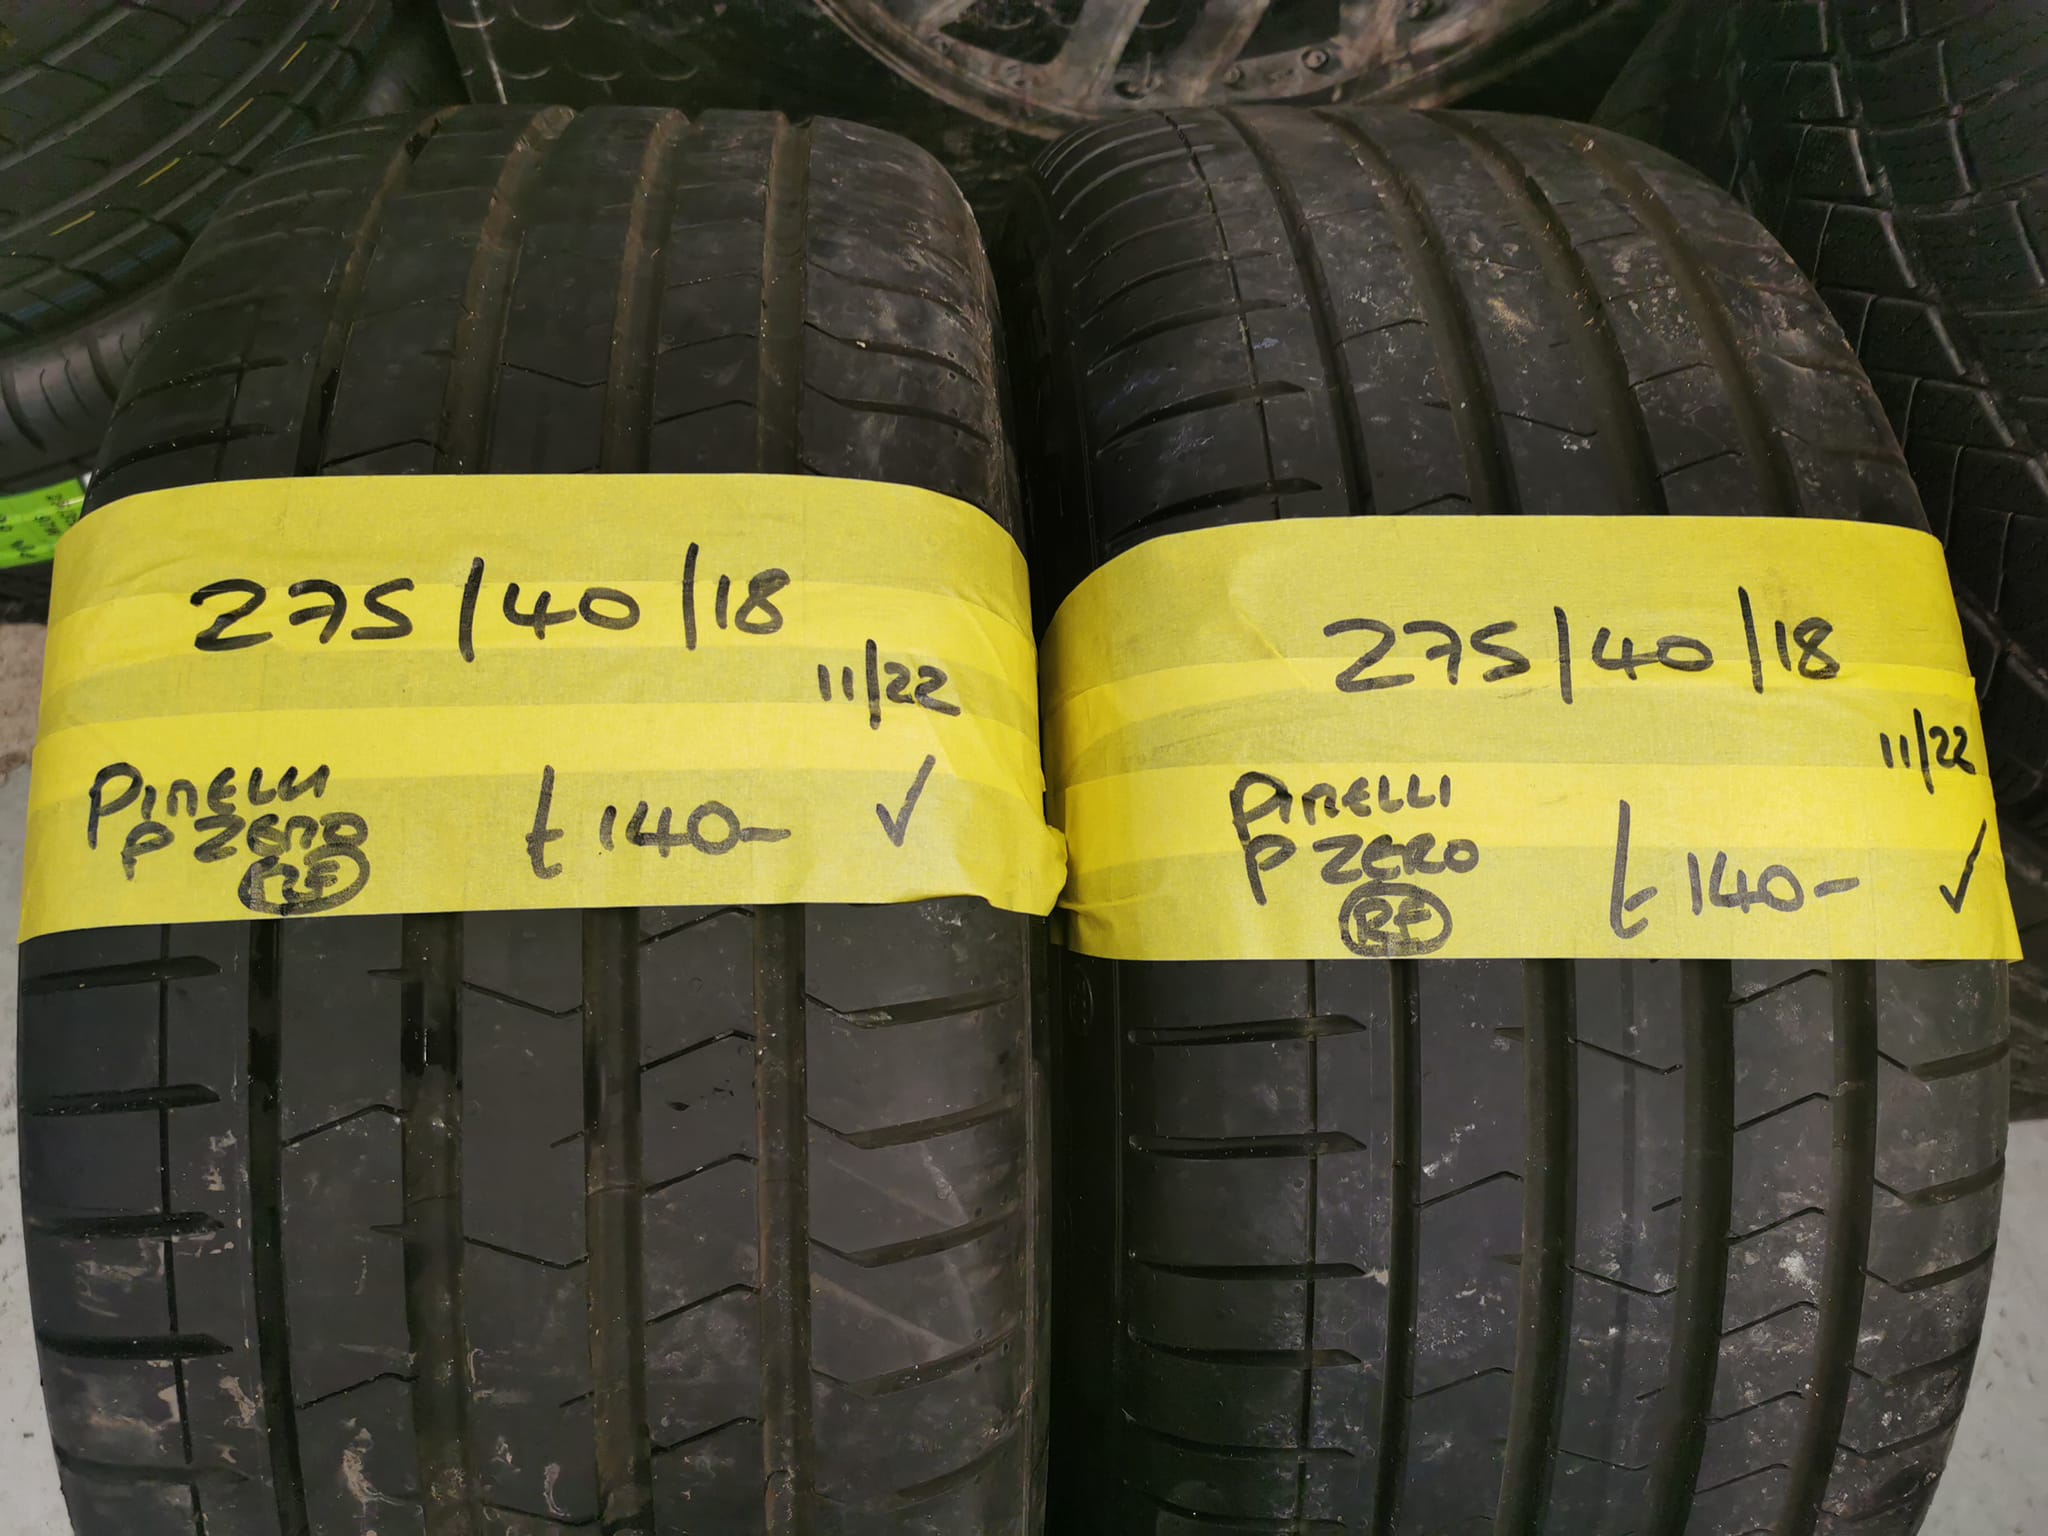 275/40/18
11/22
PIRELLI
P ZERO
RF
£140-
✓
275/40/18
11/22
PIRELLI
P ZERO
RF
£140-
✓